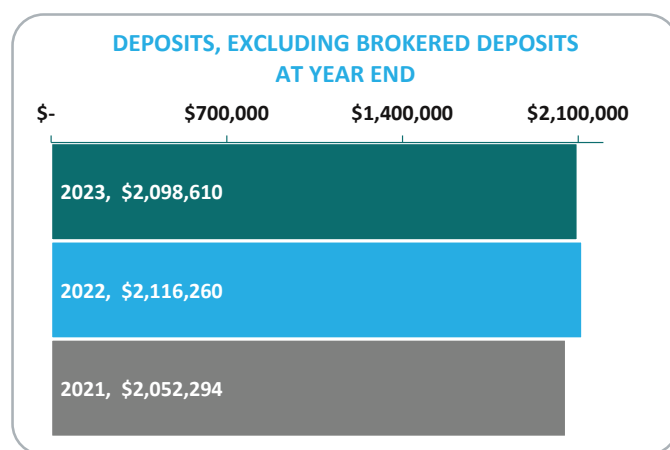 DEPOSITS, EXCLUDING BROKERED DEPOSITS
AT YEAR END
$- $700,000 $1,400,000 $2,100,000
2023, $2,098,610
2022, $2,116,260
2021, $2,052,294